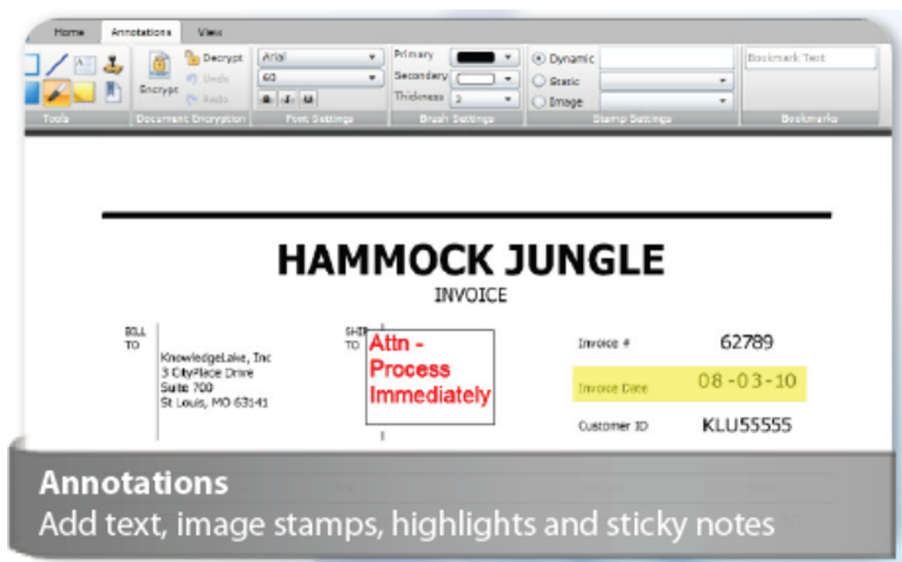 Home Annotations View
Decrypt Arial Primary Dynamic Bookmark Text
Undo 60 Secondary Static
Encrypt Redo B I U Thickness 3 Image
Tools Document Encryption Font Settings Brush Settings Stamp Settings Bookmarks
HAMMOCK JUNGLE
INVOICE
BILL TO
KnowledgeLake, Inc
3 CityPlace Drive
Suite 700
St Louis, MO 63141
SHIP TO
Attn -
Process
Immediately
Invoice # 62789
Invoice Date 08-03-10
Customer ID KLU55555
Annotations
Add text, image stamps, highlights and sticky notes